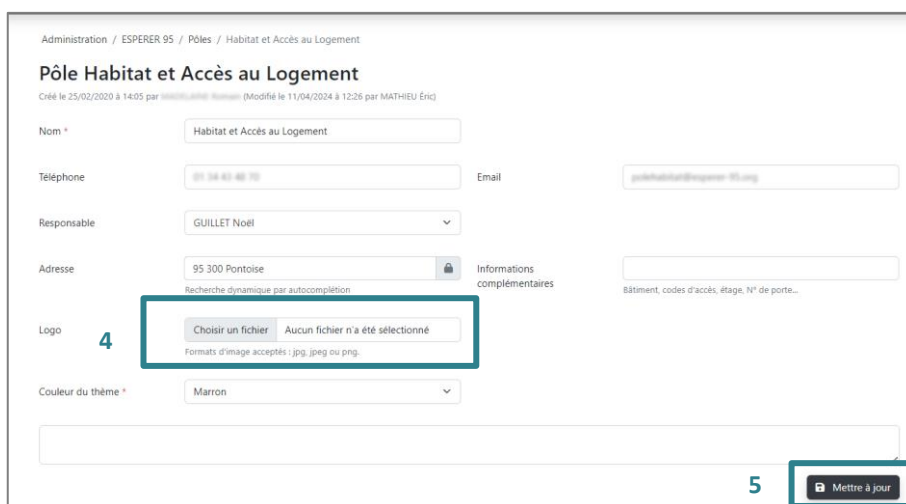 Administration / ESPERER 95 / Pôles / Habitat et Accès au Logement
Pôle Habitat et Accès au Logement
Créé le 25/02/2020 à 14:05 par (Modifié le 11/04/2024 à 12:26 par MATHIEU Éric)
Nom * Habitat et Accès au Logement
Téléphone Email
Responsable GUILLET Noël
Adresse 95 300 Pontoise Informations complémentaires
Recherche dynamique par autocomplétion Bâtiment, codes d'accès, étage, N° de porte...
Logo 4 Choisir un fichier Aucun fichier n'a été sélectionné
Formats d'image acceptés : jpg, jpeg ou png.
Couleur du thème * Marron
5 Mettre à jour